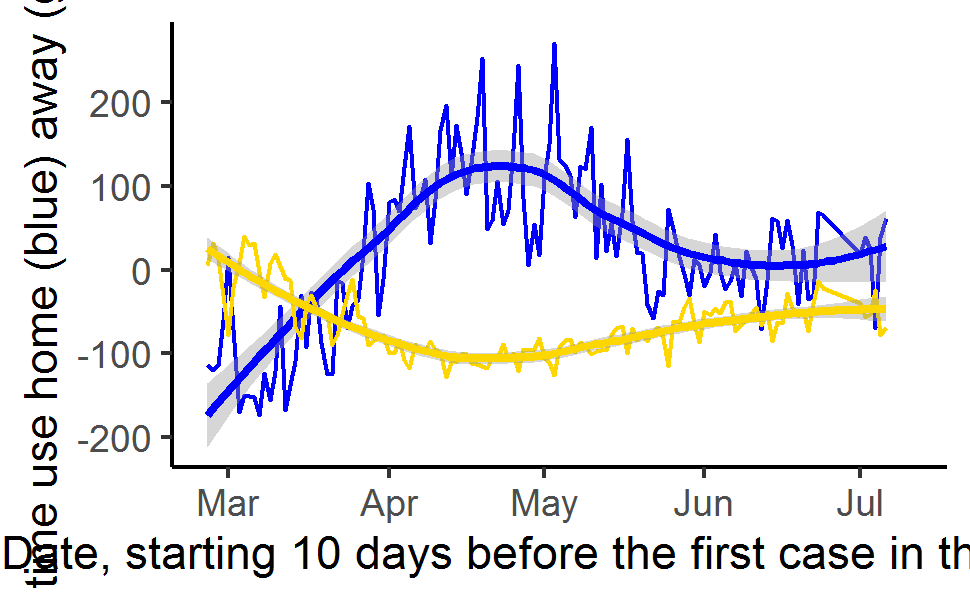 time use home (blue) away (
200
100
0
-100
-200
Mar Apr May Jun Jul
Date, starting 10 days before the first case in th